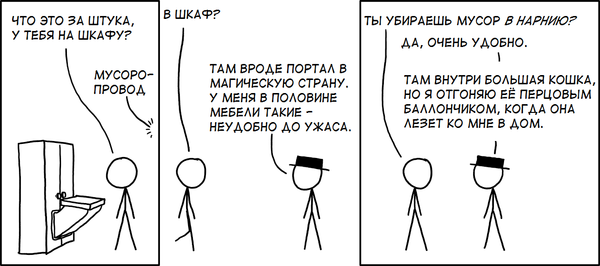 ЧТО ЭТО ЗА ШТУКА,
У ТЕБЯ НА ШКАФУ?
МУСОРО-
ПРОВОД
В ШКАФ?
ТАМ ВРОДЕ ПОРТАЛ В
МАГИЧЕСКУЮ СТРАНУ.
У МЕНЯ В ПОЛОВИНЕ
МЕБЕЛИ ТАКИЕ -
НЕУДОБНО ДО УЖАСА.
ТЫ УБИРАЕШЬ МУСОР В НАРНИЮ?
ДА, ОЧЕНЬ УДОБНО.
ТАМ ВНУТРИ БОЛЬШАЯ КОШКА,
НО Я ОТГОНЯЮ ЕЁ ПЕРЦОВЫМ
БАЛЛОНЧИКОМ, КОГДА ОНА
ЛЕЗЕТ КО МНЕ В ДОМ.